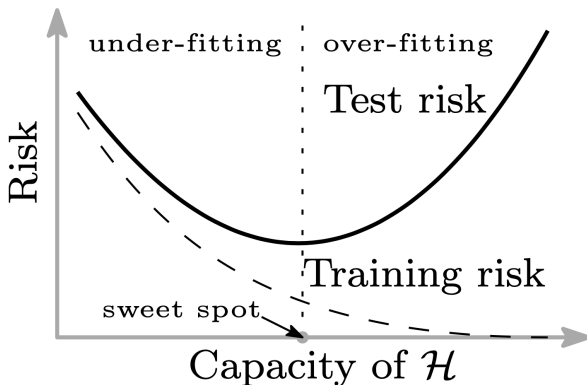 under-fitting
over-fitting
Test risk
Risk
Training risk
sweet spot
Capacity of ℋ